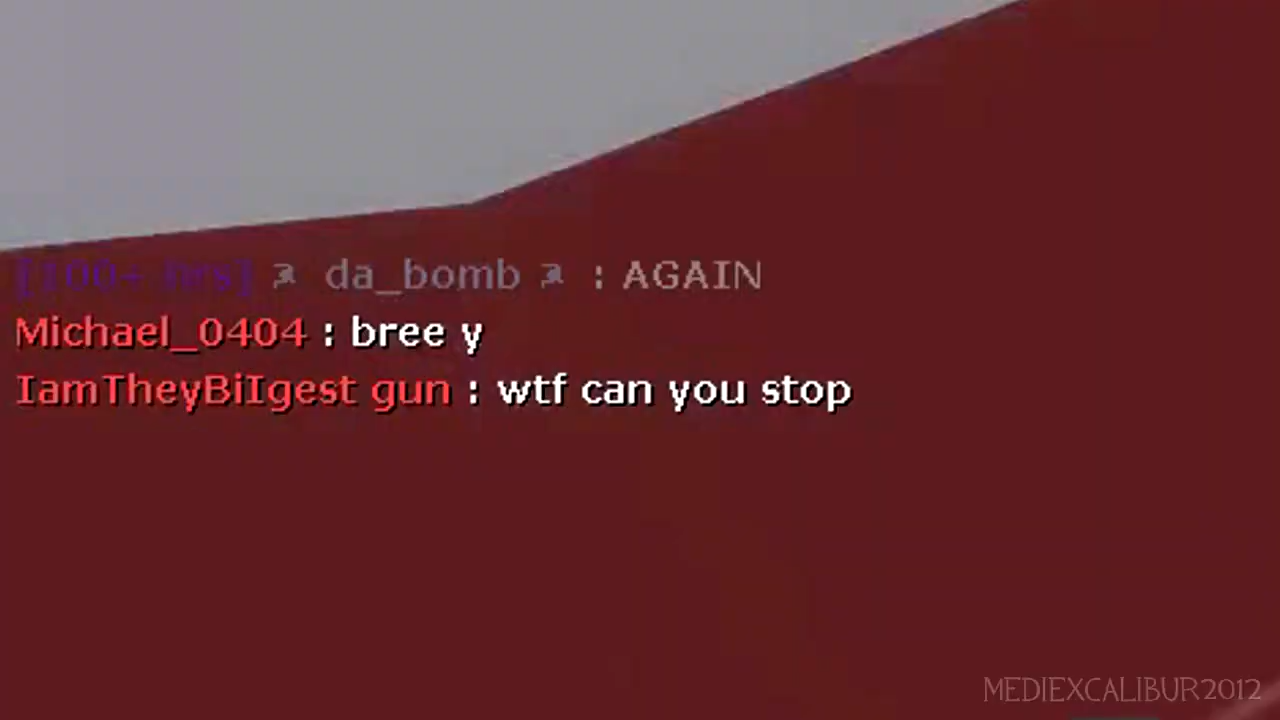 [100+ hrs] ☭ da_bomb ☭ : AGAIN
Michael_0404 : bree y
IamTheyBiIgest gun : wtf can you stop
MEDIEXCALIBUR2012